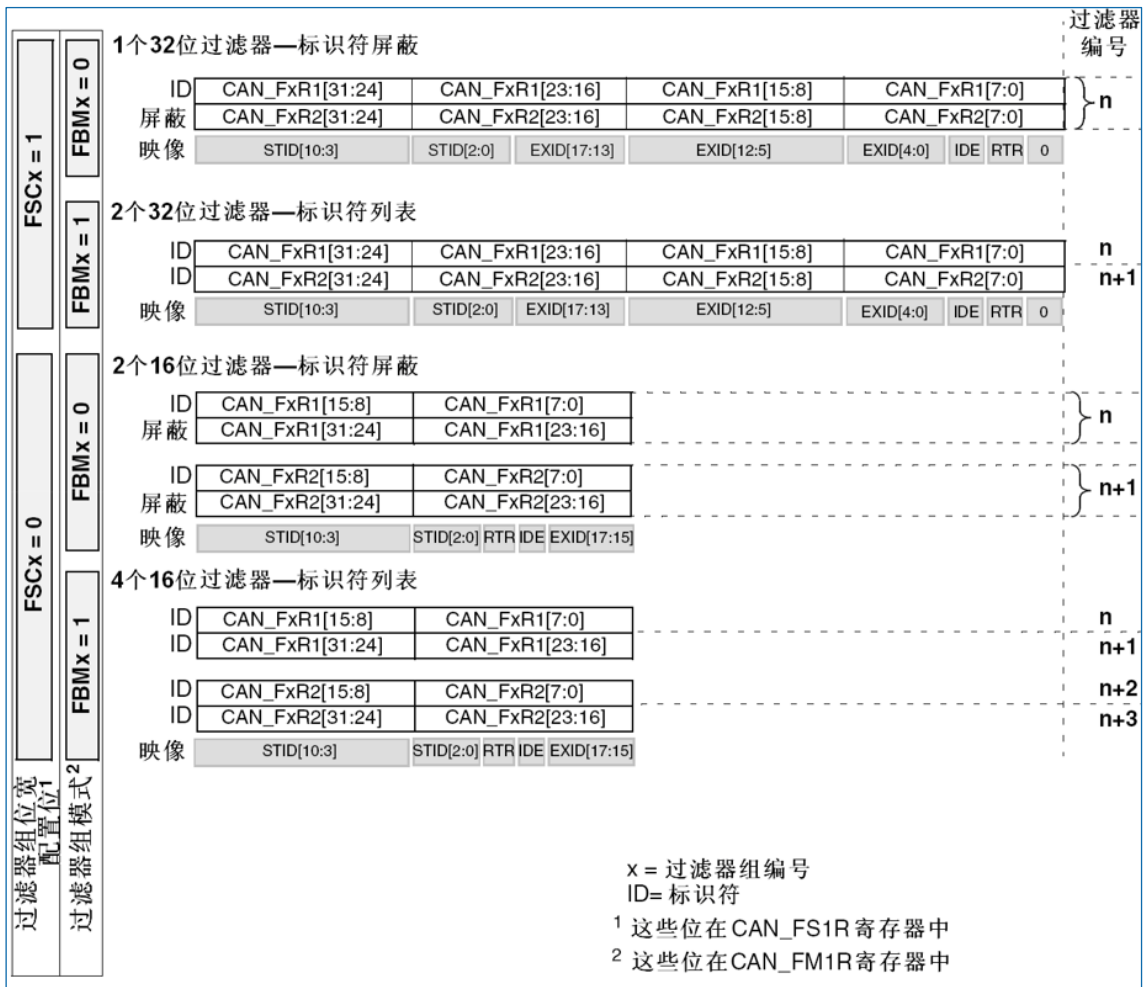 过滤器
编号
1个32位过滤器—标识符屏蔽
ID CAN_FxR1[31:24] CAN_FxR1[23:16] CAN_FxR1[15:8] CAN_FxR1[7:0] n
屏蔽 CAN_FxR2[31:24] CAN_FxR2[23:16] CAN_FxR2[15:8] CAN_FxR2[7:0]
映像 STID[10:3] STID[2:0] EXID[17:13] EXID[12:5] EXID[4:0] IDE RTR 0
FBMx = 0
FSCx = 1
2个32位过滤器—标识符列表
ID CAN_FxR1[31:24] CAN_FxR1[23:16] CAN_FxR1[15:8] CAN_FxR1[7:0] n
ID CAN_FxR2[31:24] CAN_FxR2[23:16] CAN_FxR2[15:8] CAN_FxR2[7:0] n+1
映像 STID[10:3] STID[2:0] EXID[17:13] EXID[12:5] EXID[4:0] IDE RTR 0
FBMx = 1
2个16位过滤器—标识符屏蔽
ID CAN_FxR1[15:8] CAN_FxR1[7:0] n
屏蔽 CAN_FxR1[31:24] CAN_FxR1[23:16]
ID CAN_FxR2[15:8] CAN_FxR2[7:0] n+1
屏蔽 CAN_FxR2[31:24] CAN_FxR2[23:16]
映像 STID[10:3] STID[2:0] RTR IDE EXID[17:15]
FBMx = 0
FSCx = 0
4个16位过滤器—标识符列表
ID CAN_FxR1[15:8] CAN_FxR1[7:0] n
ID CAN_FxR1[31:24] CAN_FxR1[23:16] n+1
ID CAN_FxR2[15:8] CAN_FxR2[7:0] n+2
ID CAN_FxR2[31:24] CAN_FxR2[23:16] n+3
映像 STID[10:3] STID[2:0] RTR IDE EXID[17:15]
FBMx = 1
过滤器组位宽
配置位1
过滤器组模式2
x = 过滤器组编号
ID= 标识符
1 这些位在CAN_FS1R寄存器中
2 这些位在CAN_FM1R寄存器中